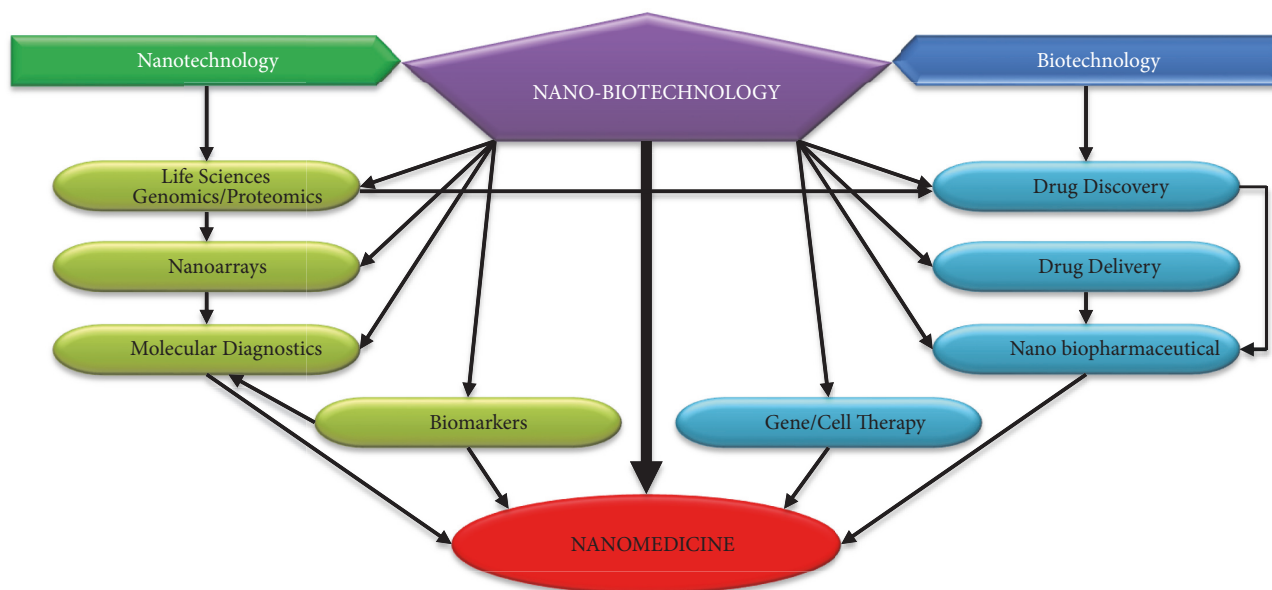 Nanotechnology
NANO-BIOTECHNOLOGY
Biotechnology
Life Sciences
Genomics/Proteomics
Drug Discovery
Nanoarrays
Drug Delivery
Molecular Diagnostics
Nano biopharmaceutical
Biomarkers
Gene/Cell Therapy
NANOMEDICINE